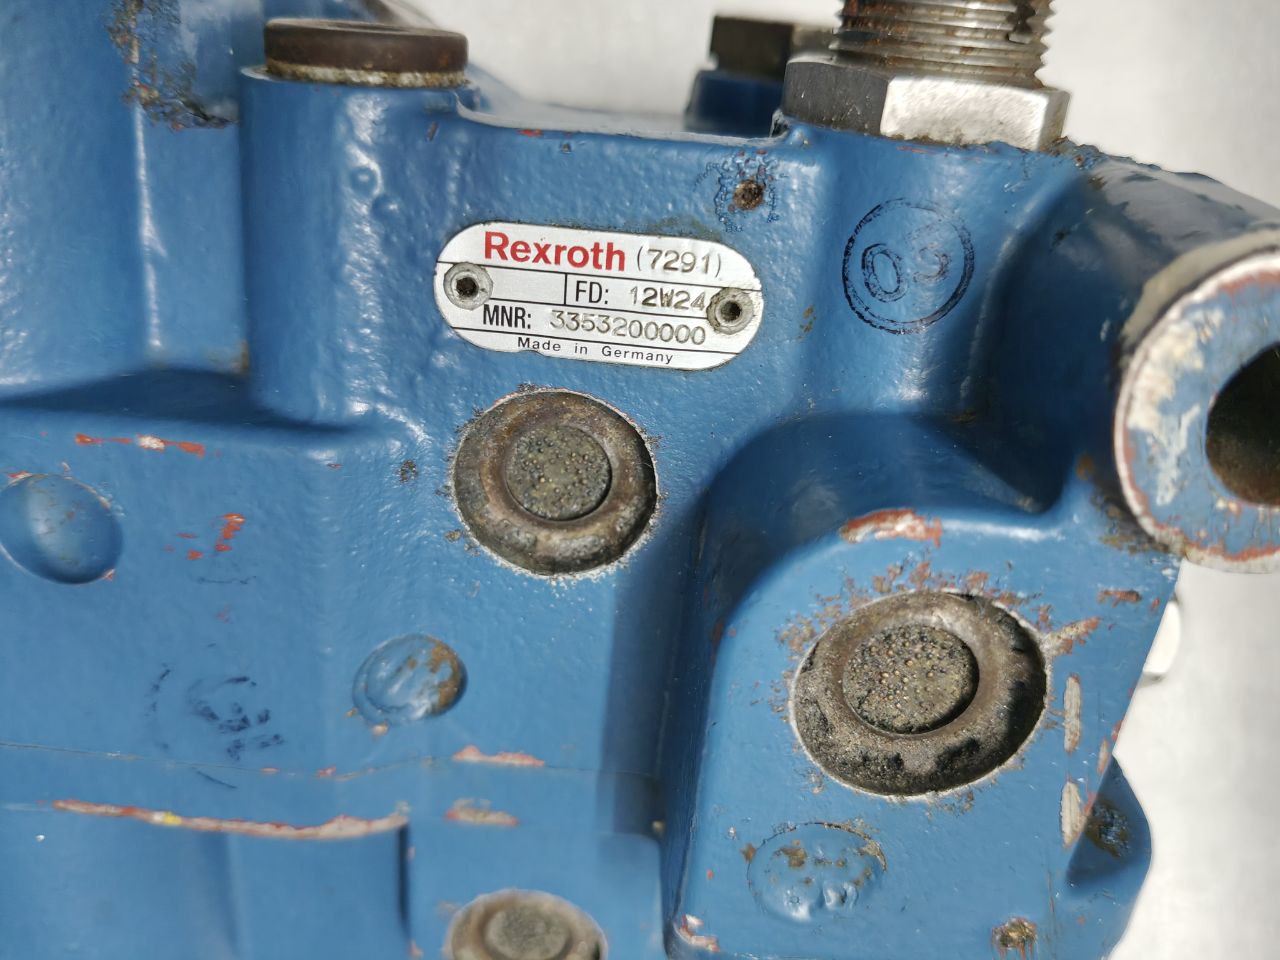 Rexroth (7291)
FD: 12W24
MNR: 3353200000
Made in Germany
03